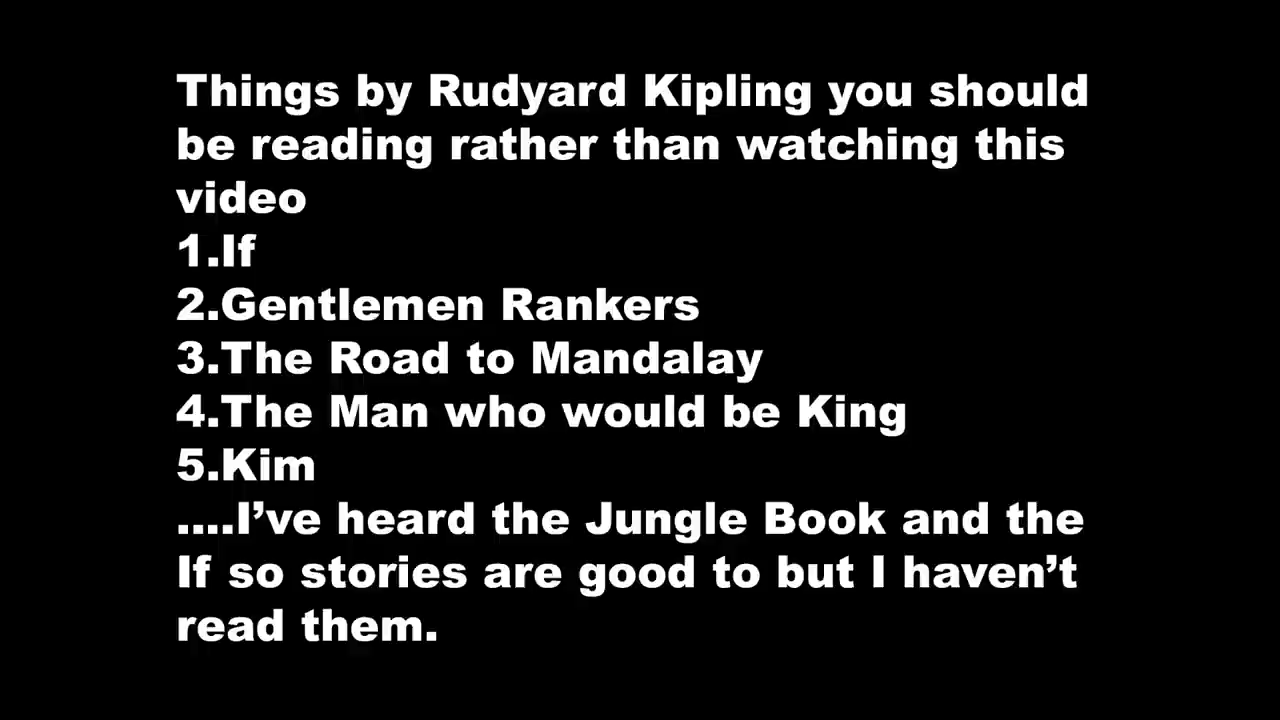 Things by Rudyard Kipling you should
be reading rather than watching this
video
1.If
2.Gentlemen Rankers
3.The Road to Mandalay
4.The Man who would be King
5.Kim
....I’ve heard the Jungle Book and the
If so stories are good to but I haven’t
read them.